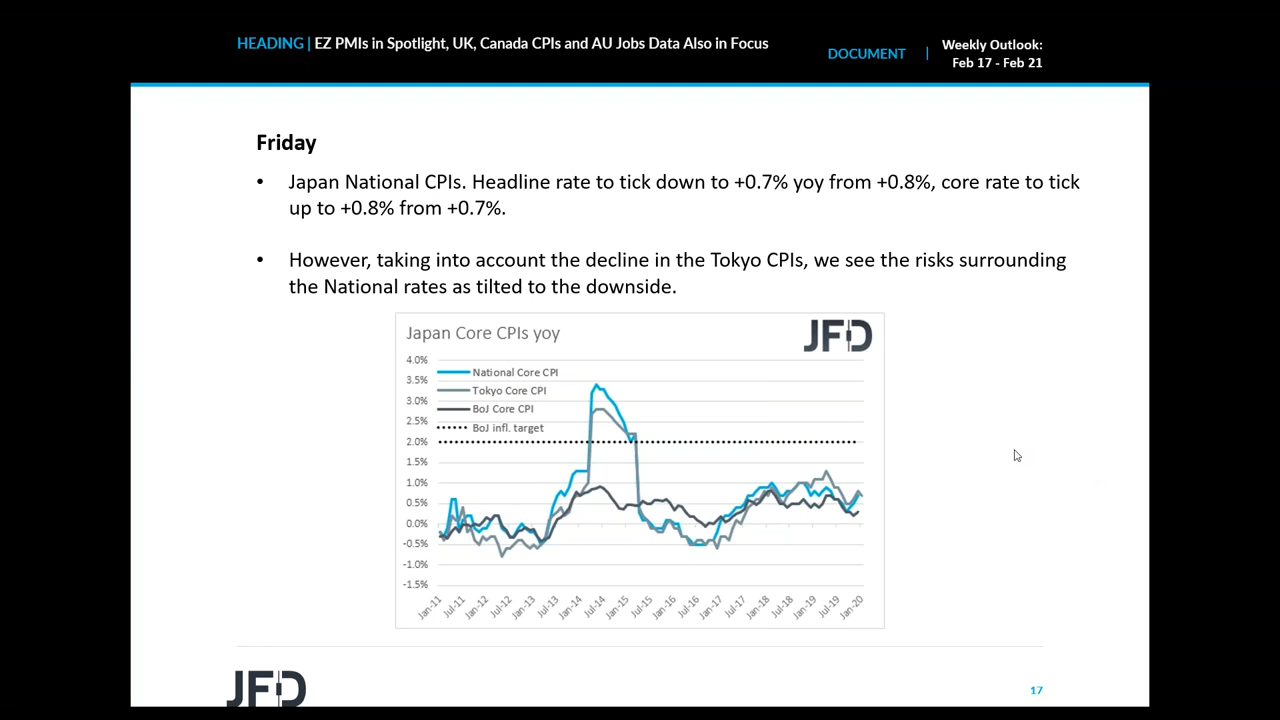 HEADING | EZ PMIs in Spotlight, UK, Canada CPIs and AU Jobs Data Also in Focus
DOCUMENT | Weekly Outlook:
Feb 17 - Feb 21
Friday
• Japan National CPIs. Headline rate to tick down to +0.7% yoy from +0.8%, core rate to tick
up to +0.8% from +0.7%.
• However, taking into account the decline in the Tokyo CPIs, we see the risks surrounding
the National rates as tilted to the downside.
Japan Core CPIs yoy
JFD
4.0%
3.5%
3.0%
2.5%
2.0%
1.5%
1.0%
0.5%
0.0%
-0.5%
-1.0%
-1.5%
National Core CPI
Tokyo Core CPI
BoJ Core CPI
BoJ infl. target
Jan-11
Jul-11
Jan-12
Jul-12
Jan-13
Jul-13
Jan-14
Jul-14
Jan-15
Jul-15
Jan-16
Jul-16
Jan-17
Jul-17
Jan-18
Jul-18
Jan-19
Jul-19
Jan-20
JFD
17